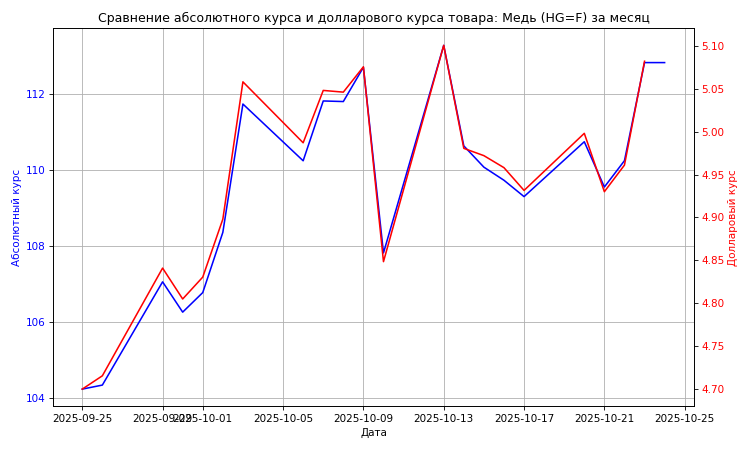 Сравнение абсолютного курса и долларового курса товара: Медь (HG=F) за месяц
Абсолютный курс
112
110
108
106
104
5.10
5.05
5.00
4.95
4.90
4.85
4.80
4.75
4.70
Долларовый курс
2025-09-25 2025-09-29 2025-10-01 2025-10-05 2025-10-09 2025-10-13 2025-10-17 2025-10-21 2025-10-25
Дата